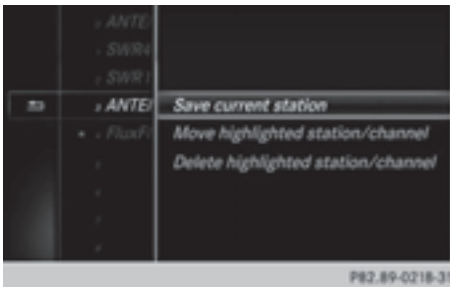 ANTE
SWR4
SWR1
ANTE Save current station
FluxF Move highlighted station/channel
Delete highlighted station/channel
P82.89-0218-31